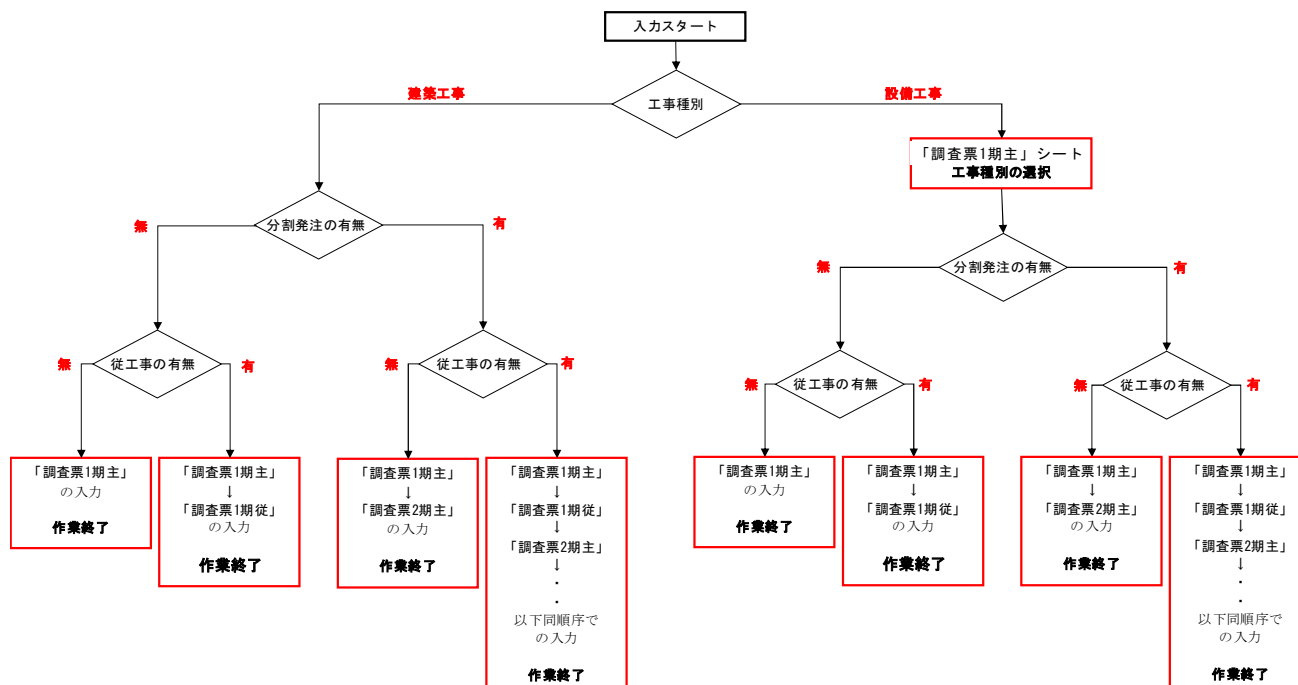 入力スタート
工事種別
建築工事
設備工事
「調査票1期主」シート
工事種別の選択
分割発注の有無
無
有
分割発注の有無
無
有
従工事の有無
無
有
従工事の有無
無
有
従工事の有無
無
有
従工事の有無
無
有
「調査票1期主」
の入力
作業終了
「調査票1期主」
↓
「調査票1期従」
の入力
作業終了
「調査票1期主」
↓
「調査票2期主」
の入力
作業終了
「調査票1期主」
↓
「調査票1期従」
↓
「調査票2期主」
↓
・
・
以下同順序で
の入力
作業終了
「調査票1期主」
の入力
作業終了
「調査票1期主」
↓
「調査票1期従」
の入力
作業終了
「調査票1期主」
↓
「調査票2期主」
の入力
作業終了
「調査票1期主」
↓
「調査票1期従」
↓
「調査票2期主」
↓
・
・
以下同順序で
の入力
作業終了